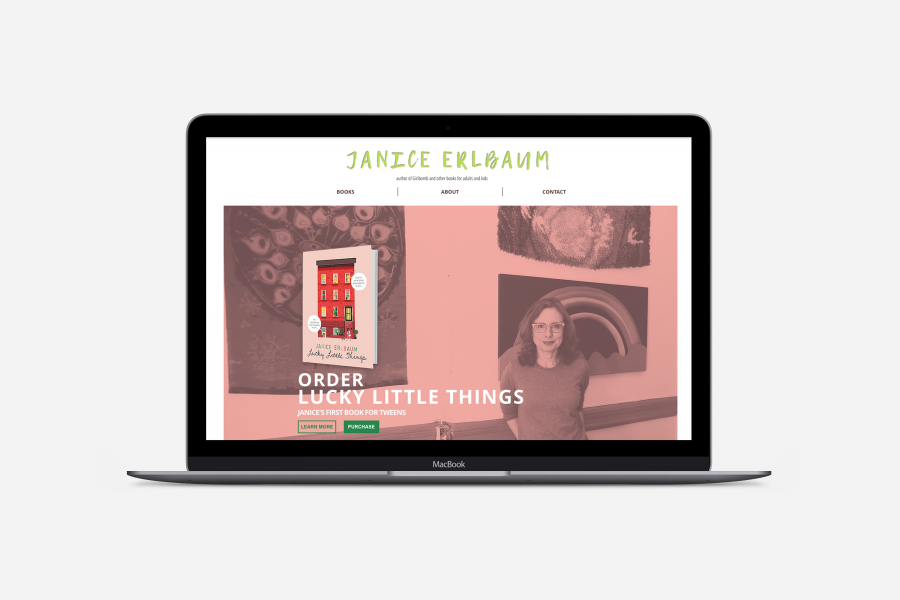 JANICE ERLBAUM
author of Girlbomb and other books for adults and kids
BOOKS
ABOUT
CONTACT
JANICE ERLBAUM
Lucky Little Things
ORDER
LUCKY LITTLE THINGS
JANICE'S FIRST BOOK FOR TWEENS
LEARN MORE
PURCHASE
MacBook